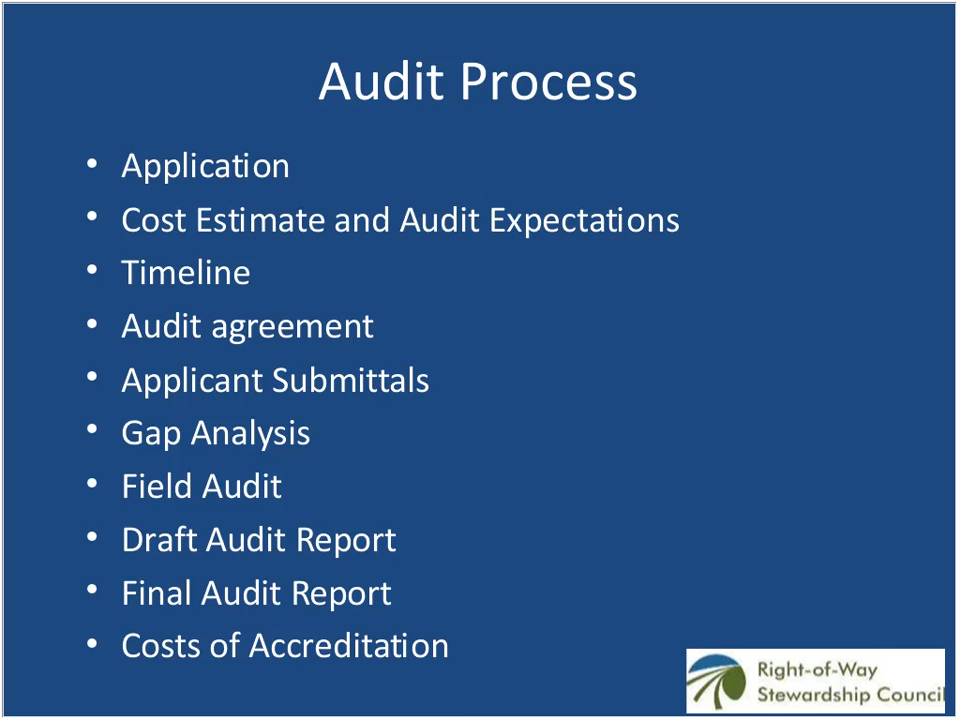 Audit Process
• Application
• Cost Estimate and Audit Expectations
• Timeline
• Audit agreement
• Applicant Submittals
• Gap Analysis
• Field Audit
• Draft Audit Report
• Final Audit Report
• Costs of Accreditation
Right-of-Way
Stewardship Council